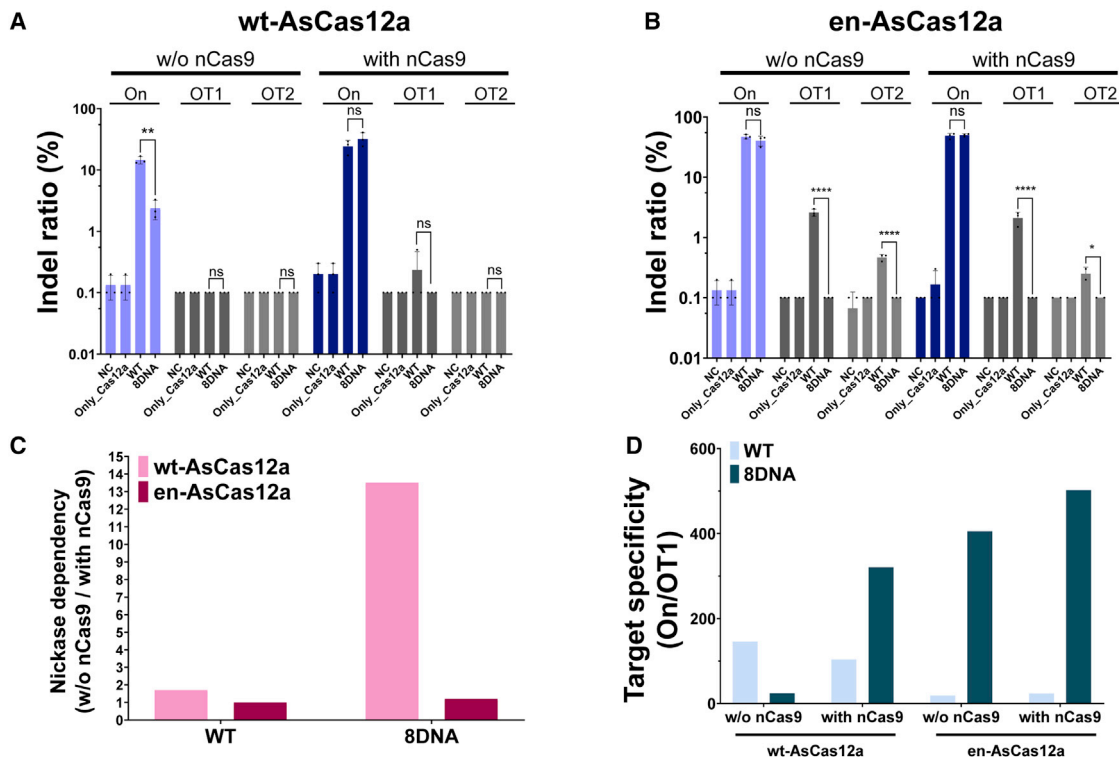 A
wt-AsCas12a
w/o nCas9
with nCas9
On
OT1
OT2
On
OT1
OT2
Indel ratio (%)
100
10
1
0.1
0.01
**
ns
ns
ns
ns
ns
NC
Only_Cas12a
WT
8DNA
NC
Only_Cas12a
WT
8DNA
NC
Only_Cas12a
WT
8DNA
NC
Only_Cas12a
WT
8DNA
NC
Only_Cas12a
WT
8DNA
NC
Only_Cas12a
WT
8DNA
B
en-AsCas12a
w/o nCas9
with nCas9
On
OT1
OT2
On
OT1
OT2
Indel ratio (%)
100
10
1
0.1
0.01
ns
****
****
ns
****
*
NC
Only_Cas12a
WT
8DNA
NC
Only_Cas12a
WT
8DNA
NC
Only_Cas12a
WT
8DNA
NC
Only_Cas12a
WT
8DNA
NC
Only_Cas12a
WT
8DNA
NC
Only_Cas12a
WT
8DNA
C
Nickase dependency
(w/o nCas9 / with nCas9)
15
14
13
12
11
10
9
8
7
6
5
4
3
2
1
0
wt-AsCas12a
en-AsCas12a
WT
8DNA
D
Target specificity
(On/OT1)
600
400
200
0
WT
8DNA
w/o nCas9
with nCas9
w/o nCas9
with nCas9
wt-AsCas12a
en-AsCas12a